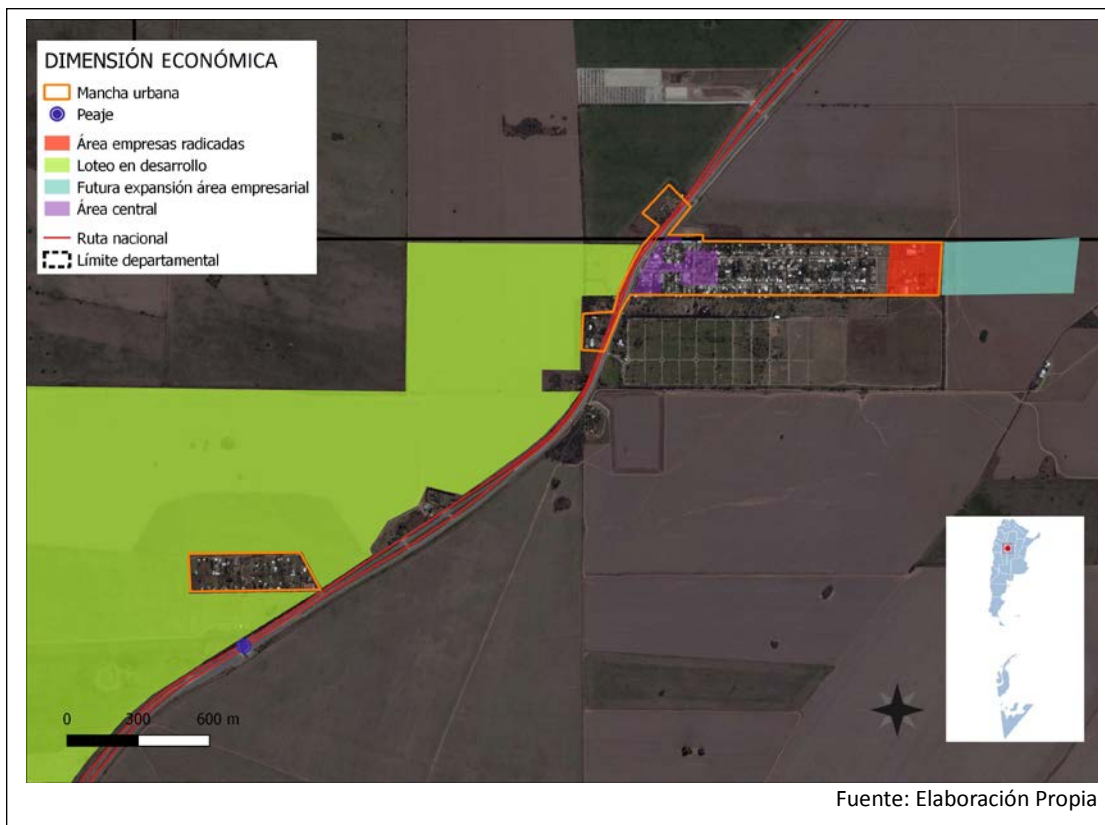 DIMENSIÓN ECONÓMICA
Mancha urbana
Peaje
Área empresas radicadas
Loteo en desarrollo
Futura expansión área empresarial
Área central
Ruta nacional
Límite departamental
0 300 600 m
Fuente: Elaboración Propia